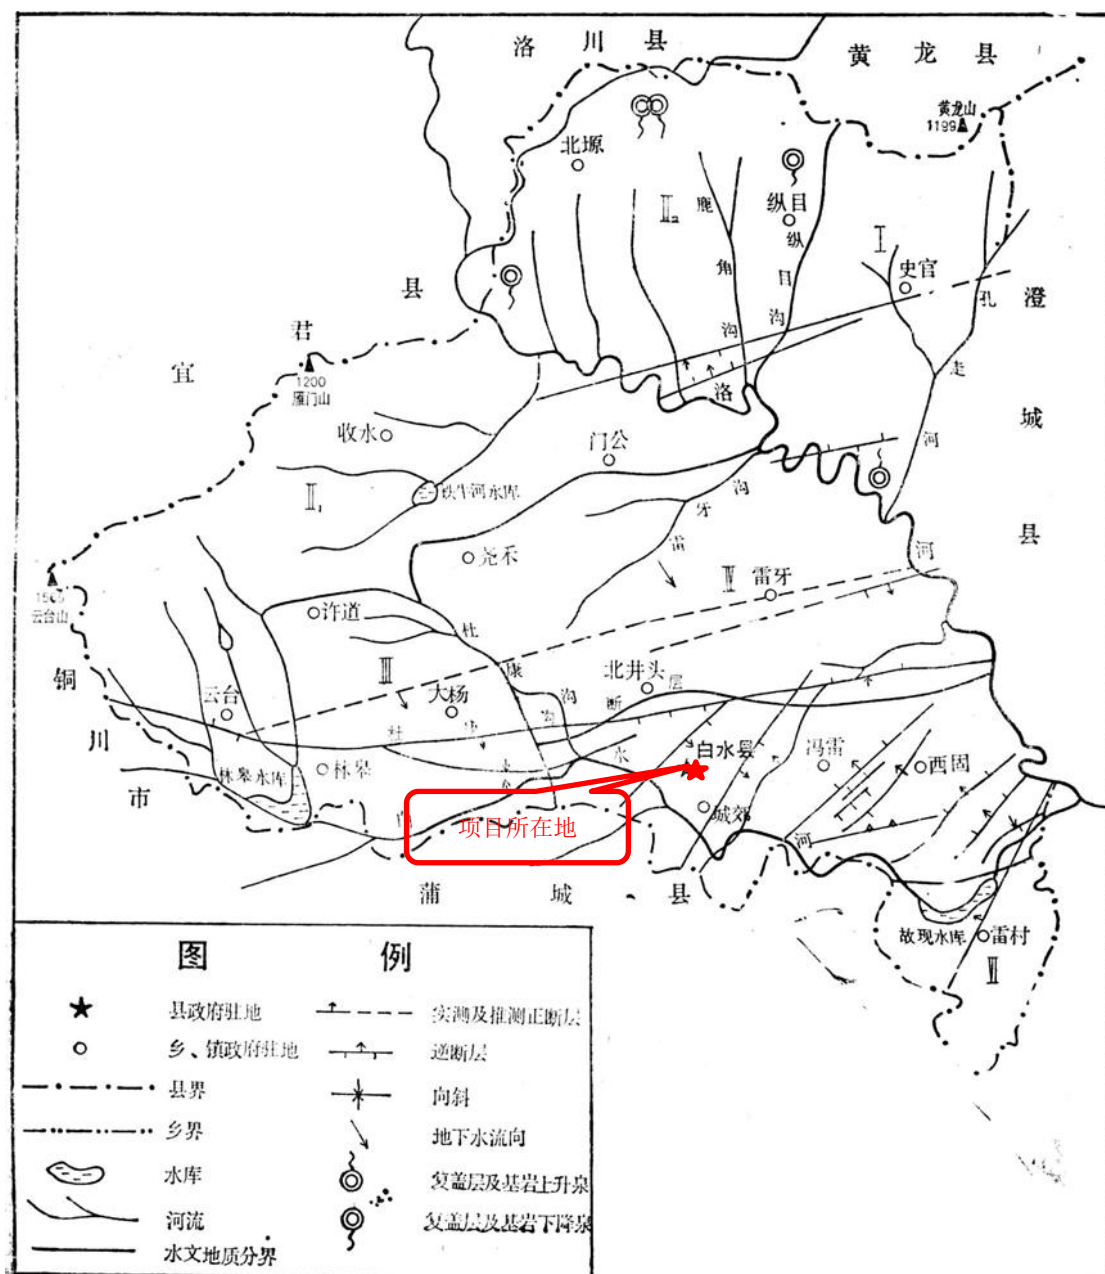 洛川县
黄龙县
黄龙山
1199
北塬
纵目
Ⅱ₂
鹿角沟
纵目沟
Ⅰ
史官
孔走河
澄城县
宜君县
1200
雁门山
收水
门公
洛
Ⅱ₁
铁牛河水库
雷牙沟
尧禾
河
Ⅳ
雷牙
云台山
许道
杜康沟
Ⅲ
北井头
铜川市
云台
大杨
杜康沟断层
白水县
冯雷
西固
林皋水库
林皋
白水河
城郊
项目所在地
蒲城县
故现水库
雷村
图例
县政府驻地
实测及推测正断层
乡、镇政府驻地
逆断层
县界
向斜
乡界
地下水流向
水库
复盖层及基岩上升泉
河流
复盖层及基岩下降泉
水文地质分界